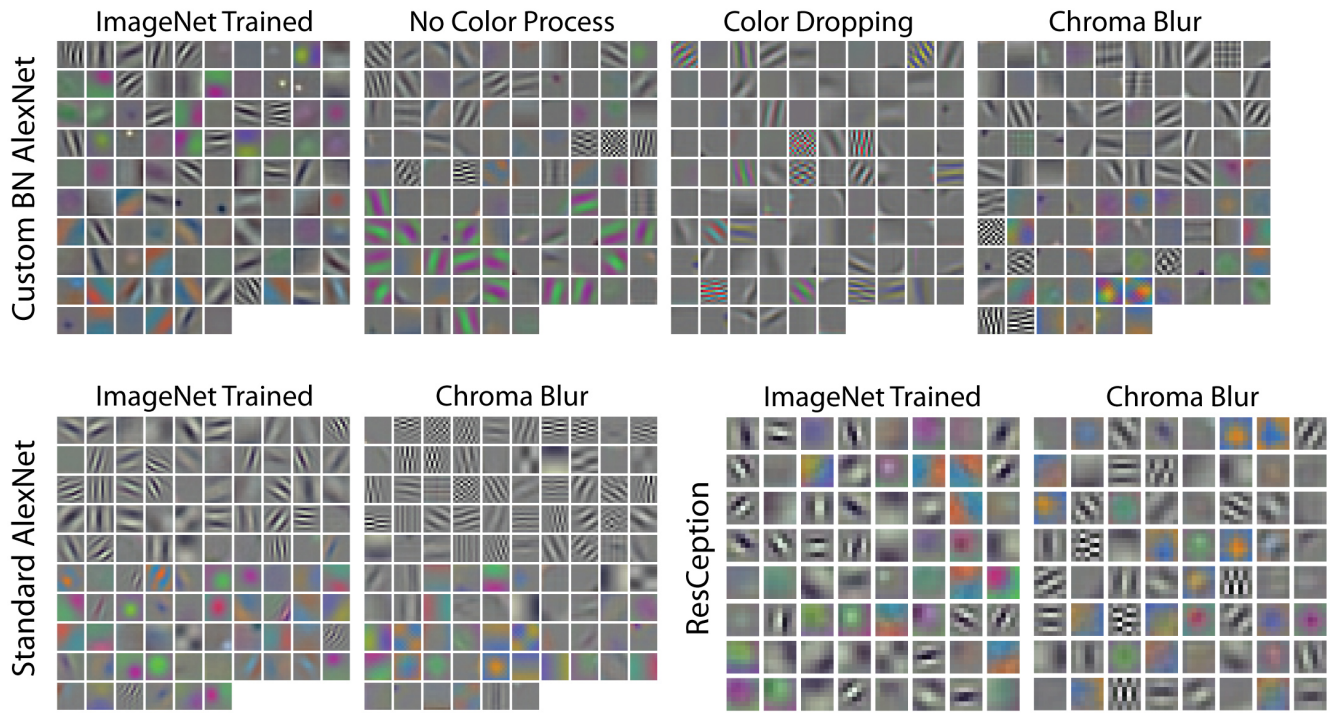 ImageNet Trained
No Color Process
Color Dropping
Chroma Blur
Custom BN AlexNet
ImageNet Trained
Chroma Blur
Standard AlexNet
ImageNet Trained
Chroma Blur
ResCeption